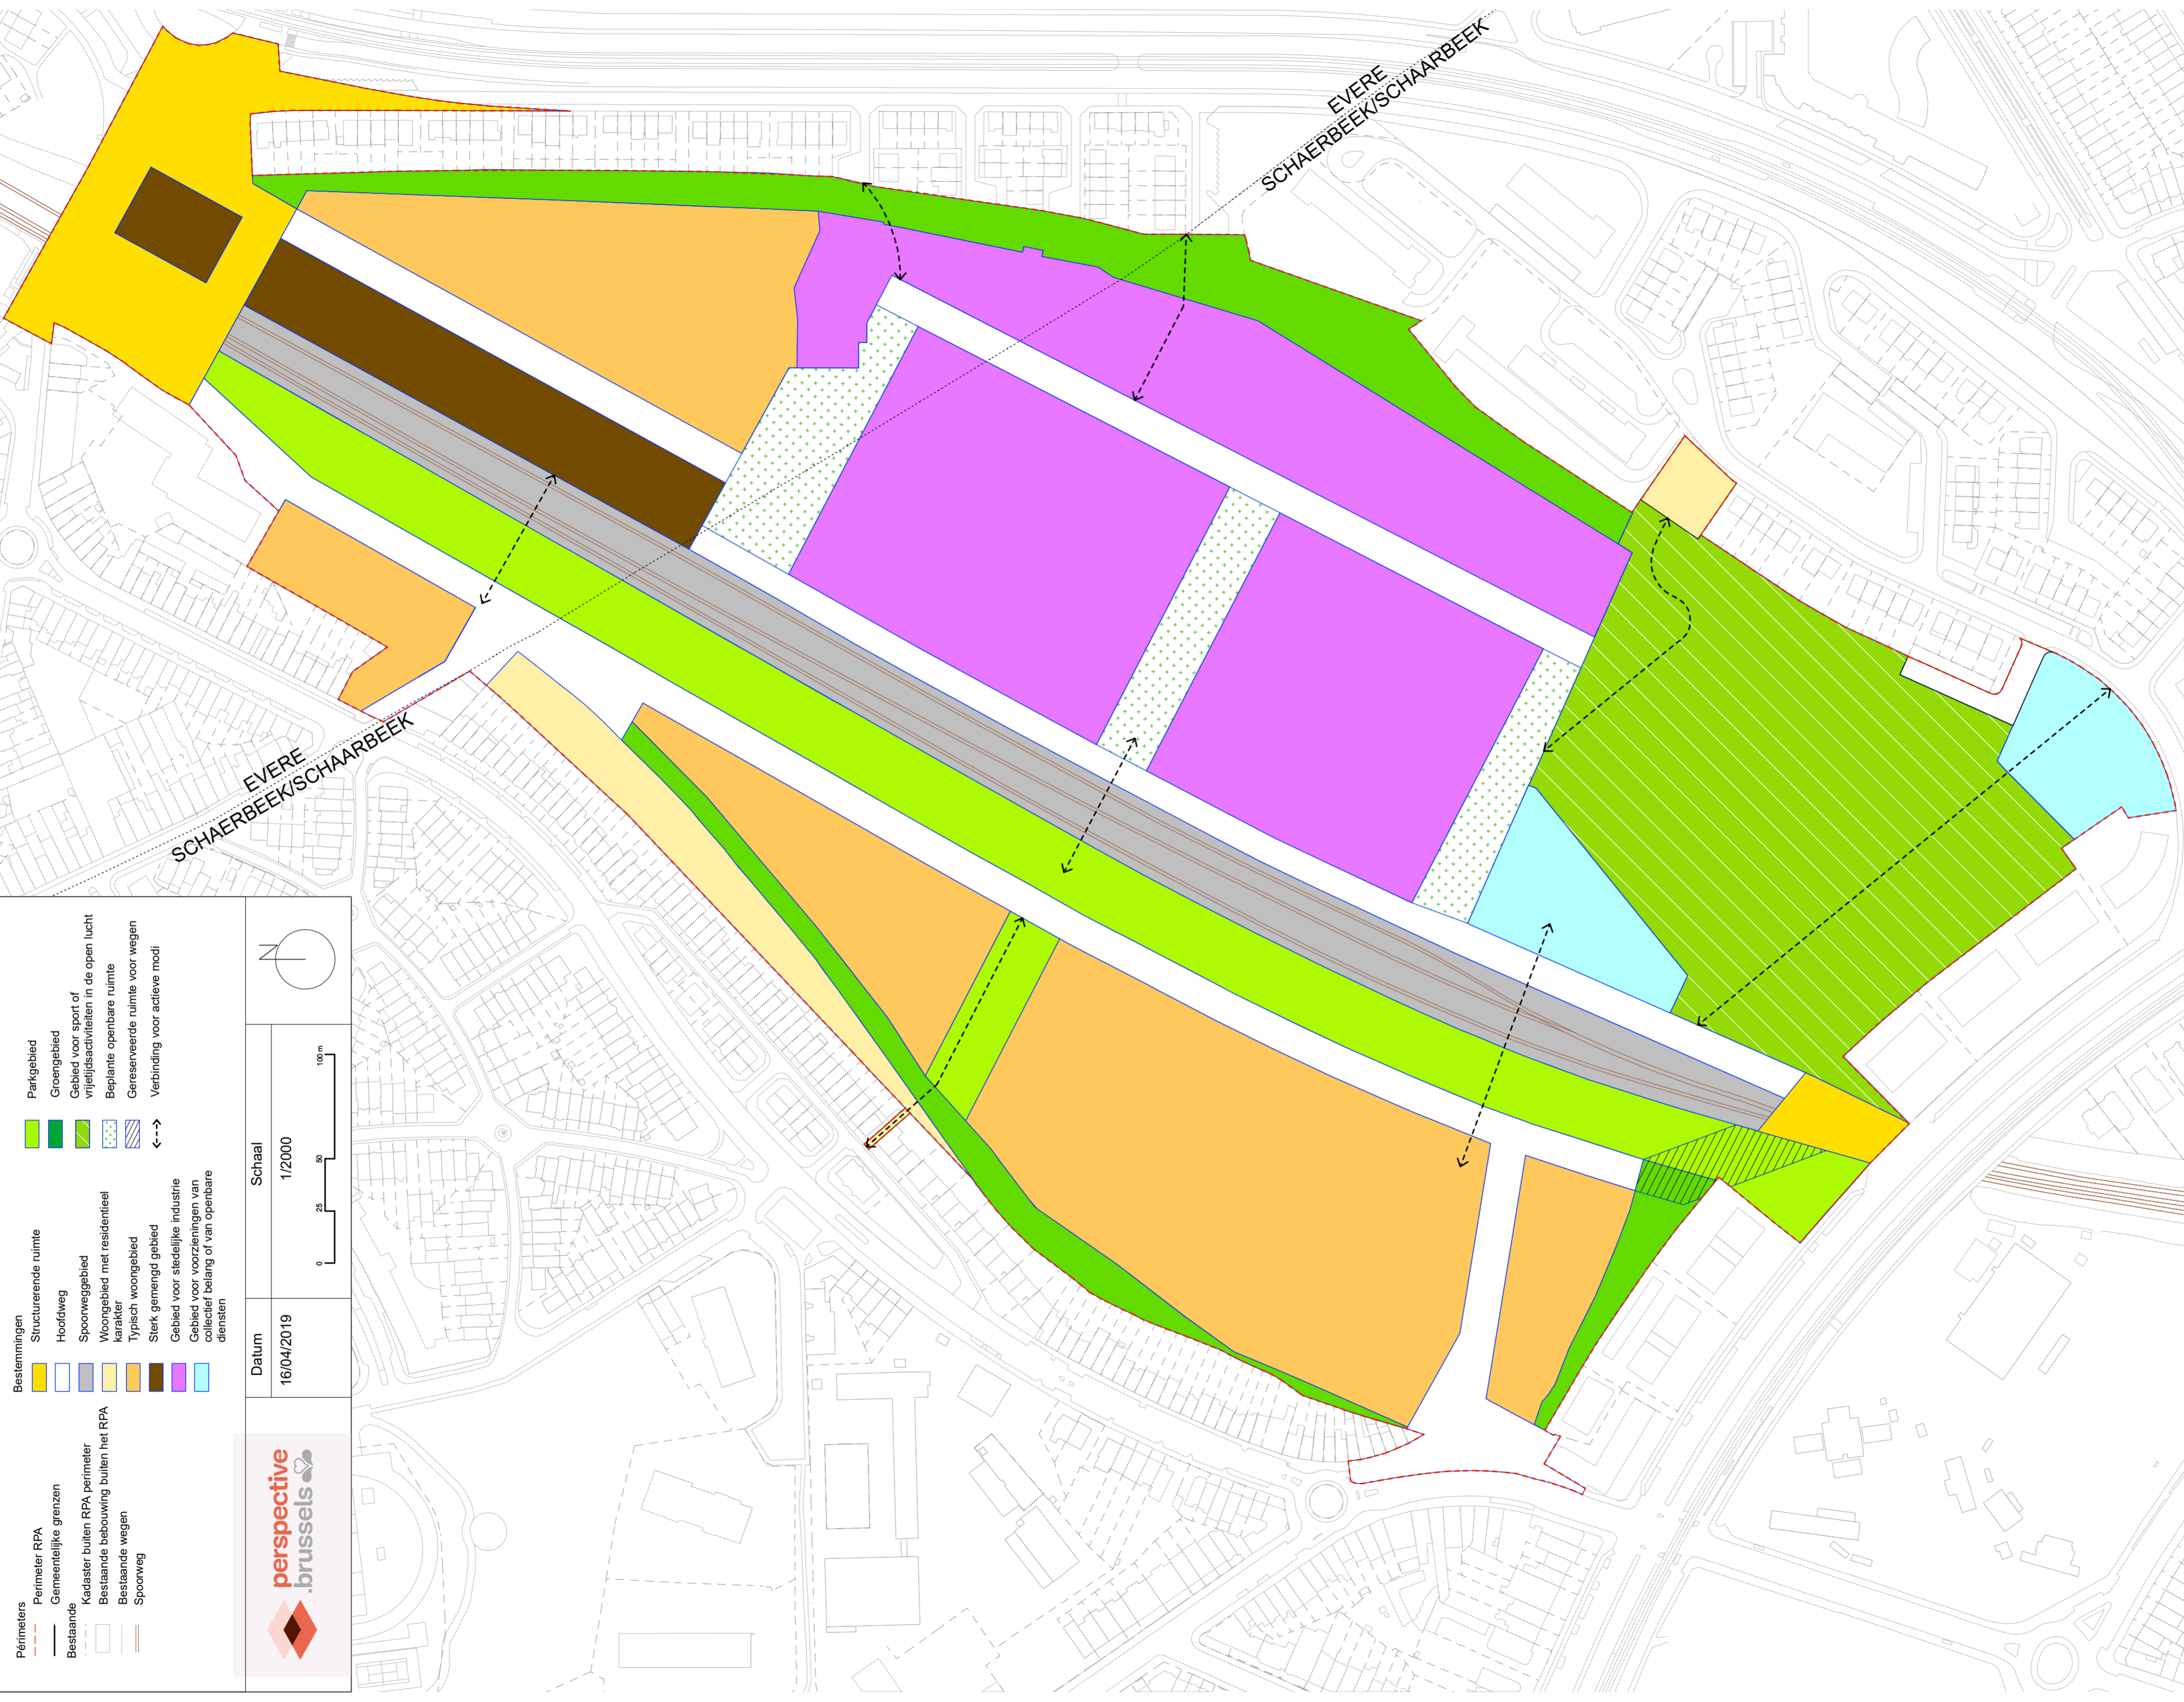 EVERE
SCHAERBEEK/SCHAARBEEK
EVERE
SCHAERBEEK/SCHAARBEEK
Périmeters
Perimeter RPA
Gemeentelijke grenzen
Bestaande
Kadaster buiten RPA perimeter
Bestaande bebouwing buiten het RPA
Bestaande wegen
Spoorweg
Bestemmingen
Structurerende ruimte
Hoofdweg
Spoorweggebied
Woongebied met residentieel
karakter
Typisch woongebied
Sterk gemengd gebied
Gebied voor stedelijke industrie
Gebied voor voorzieningen van
collectief belang of van openbare
diensten
Parkgebied
Groengebied
Gebied voor sport of
vrijetijdsactiviteiten in de open lucht
Beplante openbare ruimte
Gereserveerde ruimte voor wegen
Verbinding voor actieve modi
perspective
.brussels
Datum
16/04/2019
Schaal
1/2000
0 25 50 100 m
N